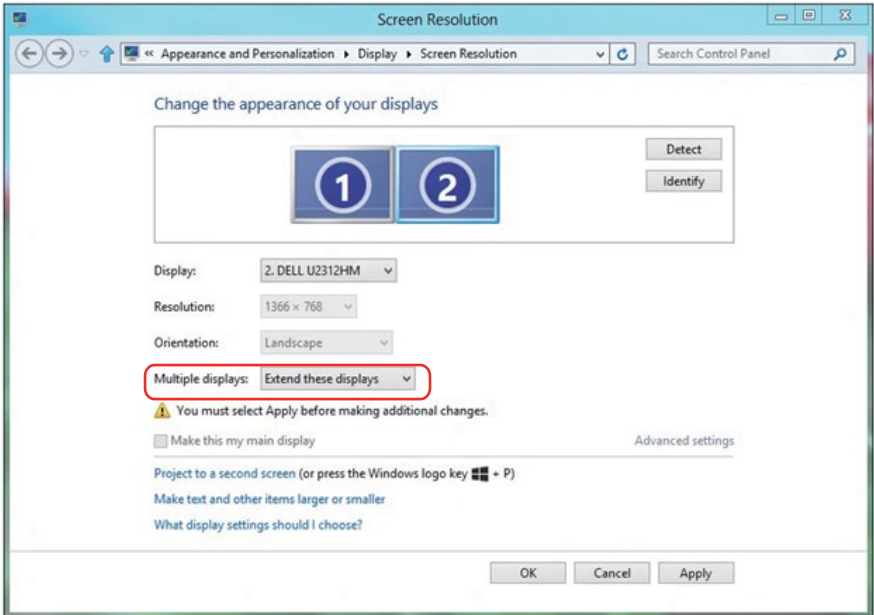 Screen Resolution
« Appearance and Personalization ▸ Display ▸ Screen Resolution
Search Control Panel
Change the appearance of your displays
1 2
Detect
Identify
Display: 2. DELL U2312HM
Resolution: 1366 × 768
Orientation: Landscape
Multiple displays: Extend these displays
You must select Apply before making additional changes.
Make this my main display
Advanced settings
Project to a second screen (or press the Windows logo key + P)
Make text and other items larger or smaller
What display settings should I choose?
OK Cancel Apply